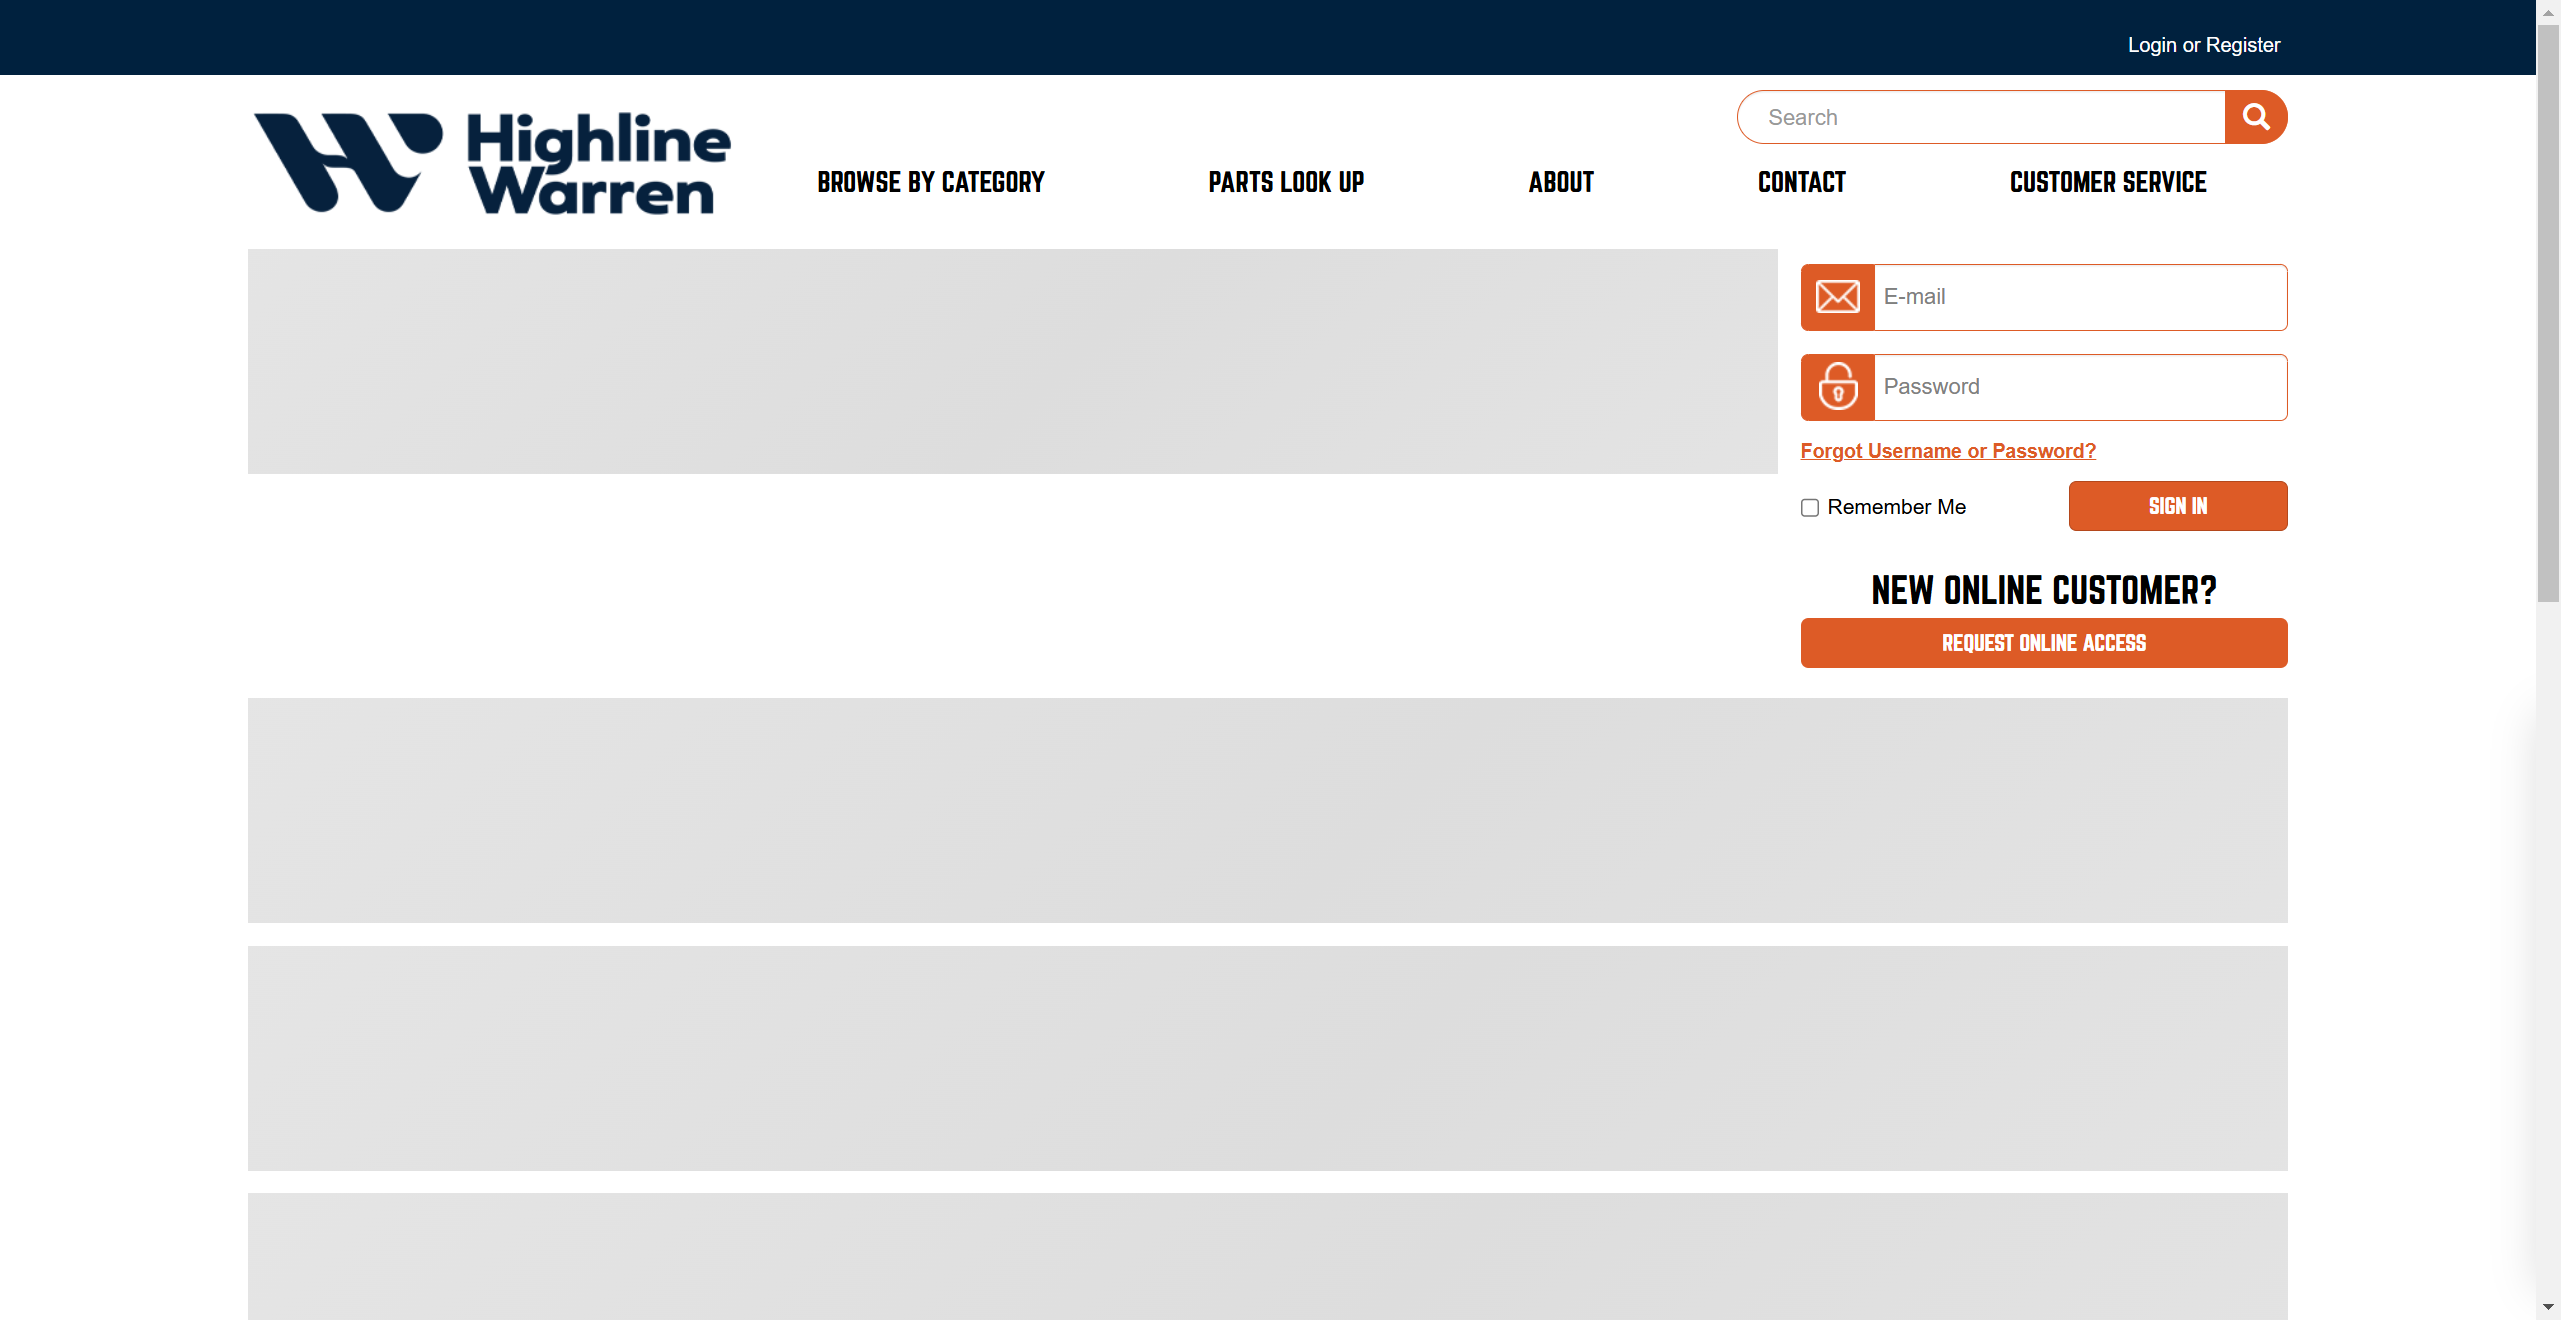 Login or Register
Search
Highline
Warren
BROWSE BY CATEGORY
PARTS LOOK UP
ABOUT
CONTACT
CUSTOMER SERVICE
E-mail
Password
Forgot Username or Password?
Remember Me
SIGN IN
NEW ONLINE CUSTOMER?
REQUEST ONLINE ACCESS